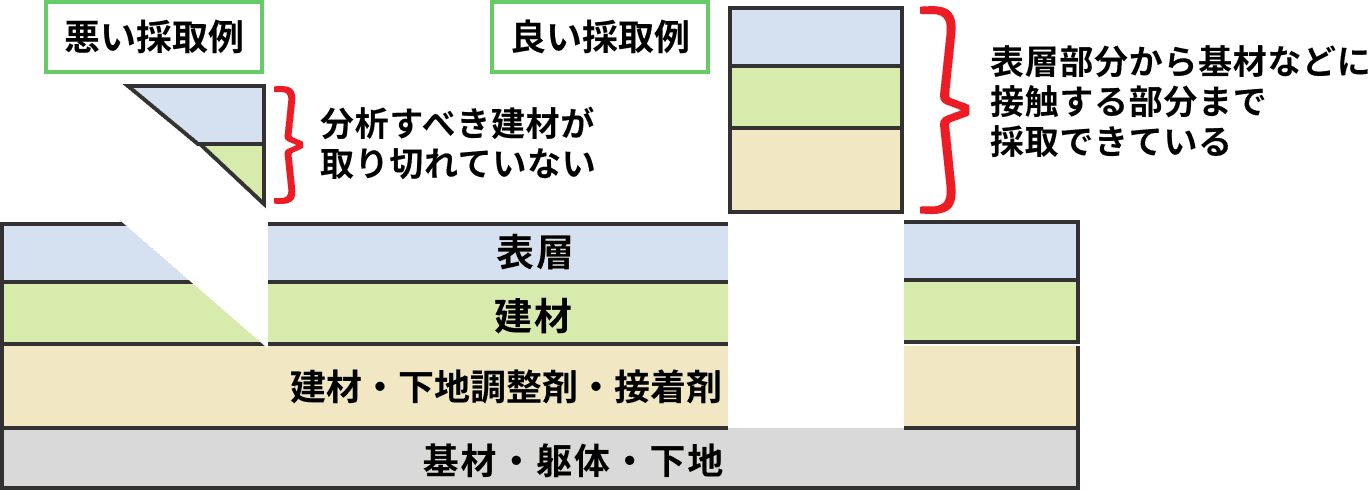 悪い採取例
良い採取例
分析すべき建材が
取り切れていない
表層部分から基材などに
接触する部分まで
採取できている
表層
建材
建材・下地調整剤・接着剤
基材・躯体・下地